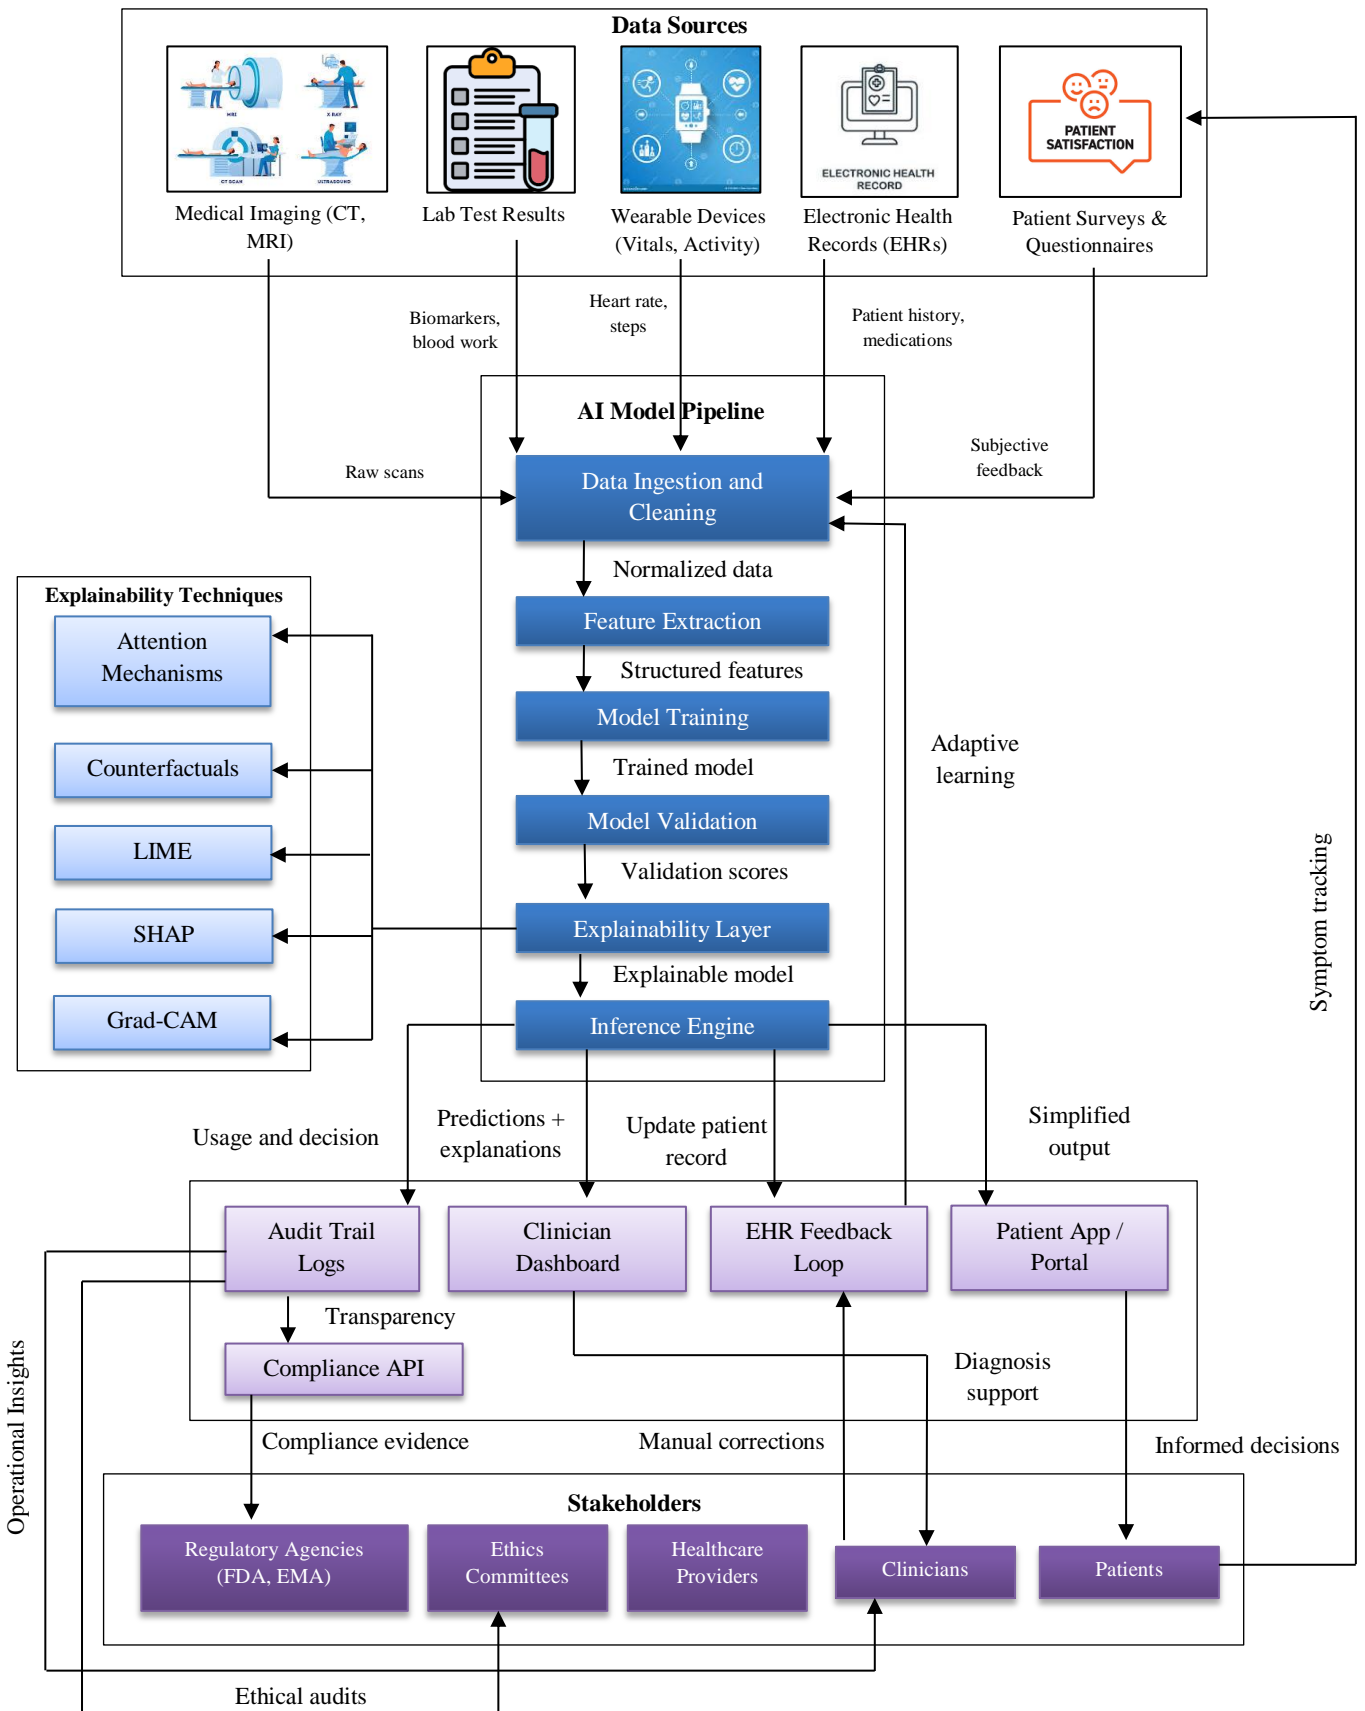 Data Sources
MRI
X RAY
CT SCAN
ULTRASOUND
ELECTRONIC HEALTH
RECORD
PATIENT
SATISFACTION
Medical Imaging (CT,
MRI)
Lab Test Results
Wearable Devices
(Vitals, Activity)
Electronic Health
Records (EHRs)
Patient Surveys &
Questionnaires
Biomarkers,
blood work
Heart rate,
steps
Patient history,
medications
AI Model Pipeline
Raw scans
Subjective
feedback
Data Ingestion and
Cleaning
Normalized data
Feature Extraction
Structured features
Model Training
Trained model
Model Validation
Validation scores
Explainability Layer
Explainable model
Inference Engine
Explainability Techniques
Attention
Mechanisms
Counterfactuals
LIME
SHAP
Grad-CAM
Adaptive
learning
Symptom tracking
Usage and decision
Predictions +
explanations
Update patient
record
Simplified
output
Audit Trail
Logs
Clinician
Dashboard
EHR Feedback
Loop
Patient App /
Portal
Transparency
Compliance API
Diagnosis
support
Operational Insights
Compliance evidence
Manual corrections
Informed decisions
Stakeholders
Regulatory Agencies
(FDA, EMA)
Ethics
Committees
Healthcare
Providers
Clinicians
Patients
Ethical audits